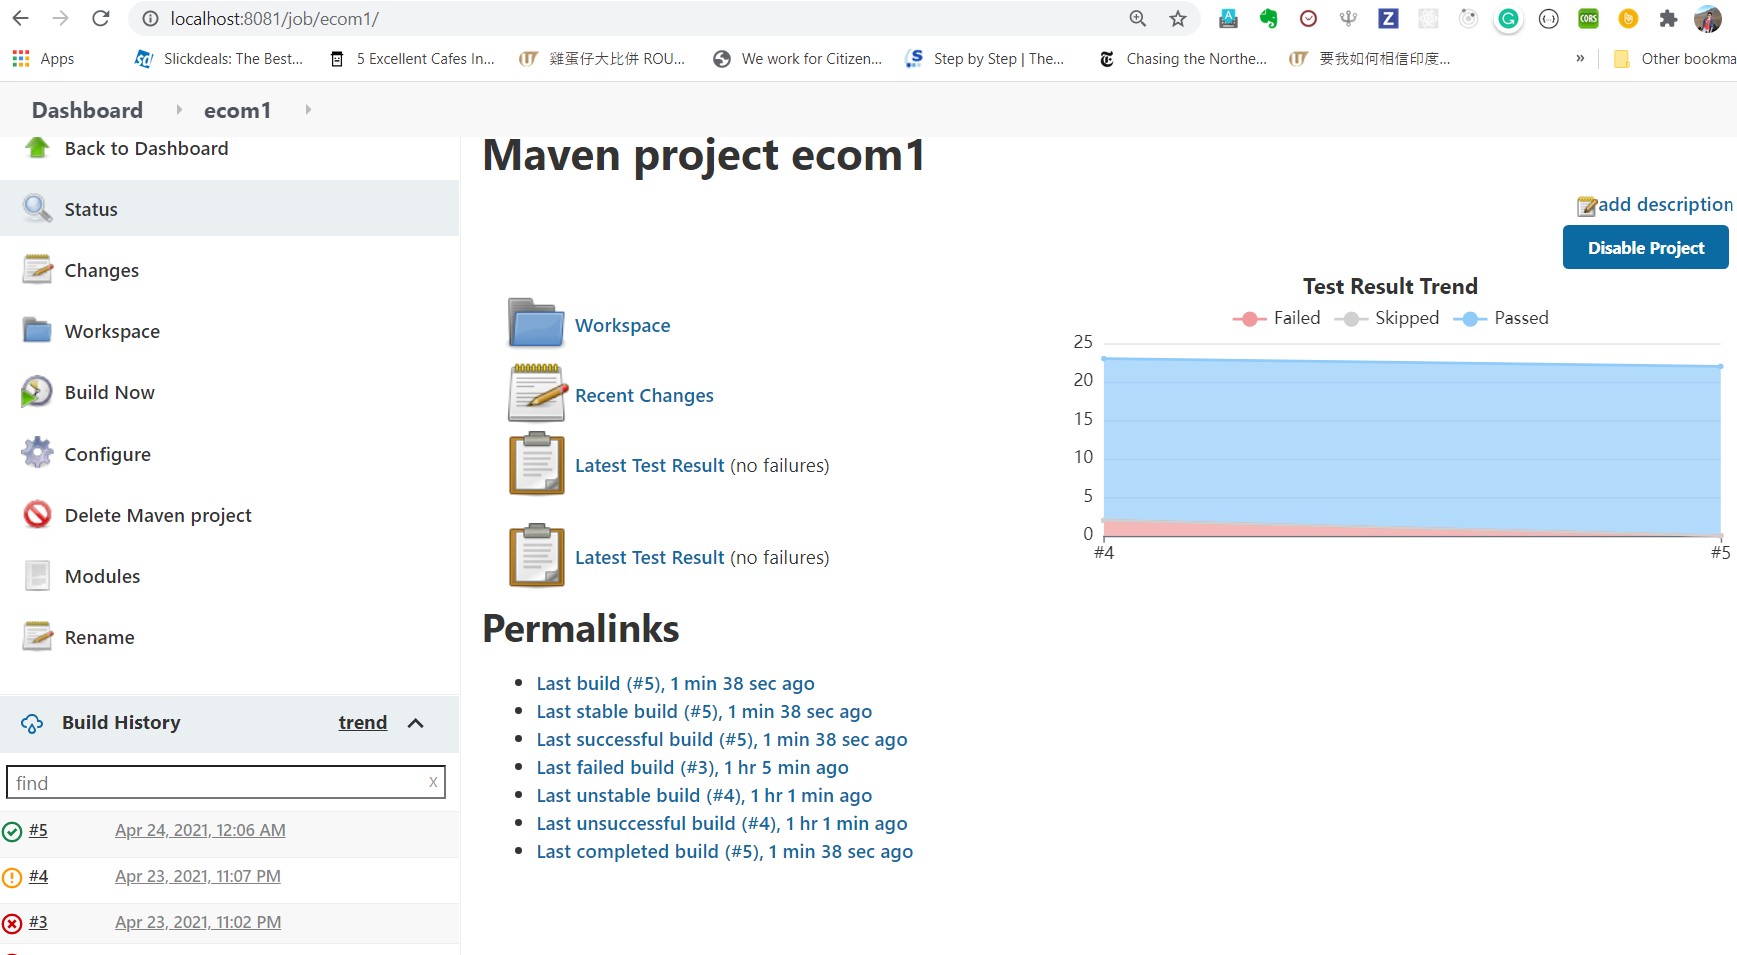 localhost:8081/job/ecom1/
Apps
Slickdeals: The Best...
5 Excellent Cafes In...
雞蛋仔大比併 ROU...
We work for Citizen...
Step by Step | The...
Chasing the Northe...
要我如何相信印度...
»
Other bookma
Dashboard
ecom1
Back to Dashboard
Status
Changes
Workspace
Build Now
Configure
Delete Maven project
Modules
Rename
Build History
trend
find
x
#5 Apr 24, 2021, 12:06 AM
#4 Apr 23, 2021, 11:07 PM
#3 Apr 23, 2021, 11:02 PM
Maven project ecom1
add description
Disable Project
Workspace
Recent Changes
Latest Test Result (no failures)
Latest Test Result (no failures)
Test Result Trend
Failed Skipped Passed
25
20
15
10
5
0
#4 #5
Permalinks
Last build (#5), 1 min 38 sec ago
Last stable build (#5), 1 min 38 sec ago
Last successful build (#5), 1 min 38 sec ago
Last failed build (#3), 1 hr 5 min ago
Last unstable build (#4), 1 hr 1 min ago
Last unsuccessful build (#4), 1 hr 1 min ago
Last completed build (#5), 1 min 38 sec ago